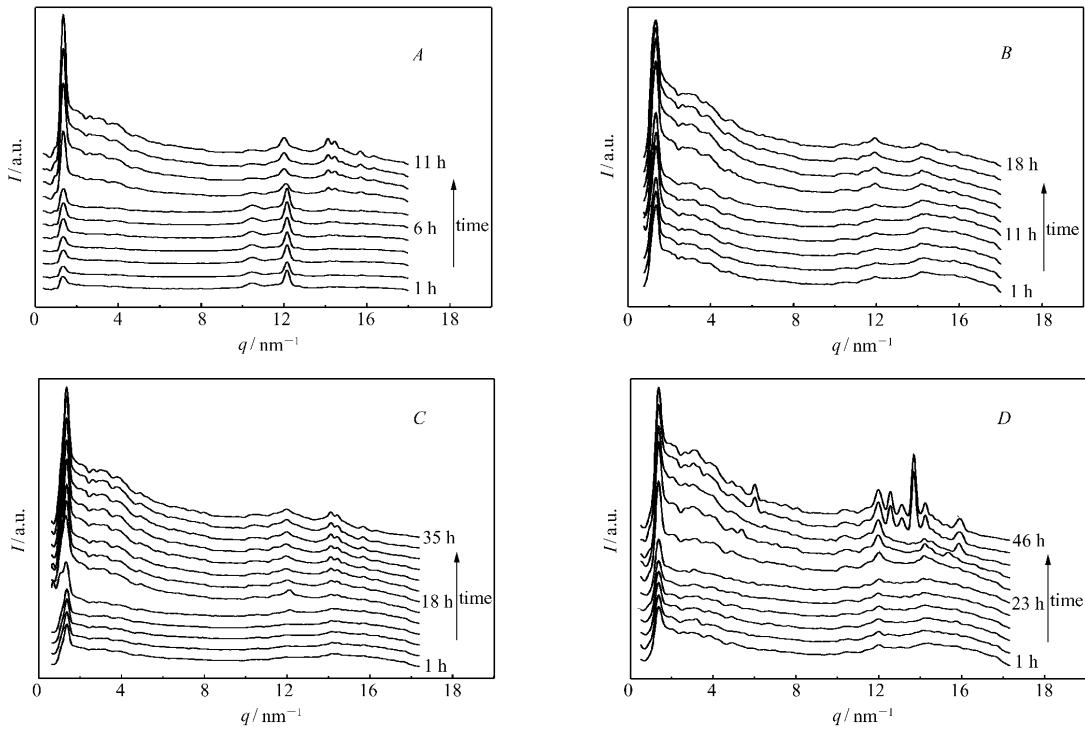 A
I / a.u.
11 h
6 h
time
1 h
0 4 8 12 16 18
q / nm⁻¹
B
I / a.u.
18 h
11 h
time
1 h
0 4 8 12 16 18
q / nm⁻¹
C
I / a.u.
35 h
18 h
time
1 h
0 4 8 12 16 18
q / nm⁻¹
D
I / a.u.
46 h
23 h
time
1 h
0 4 8 12 16 18
q / nm⁻¹